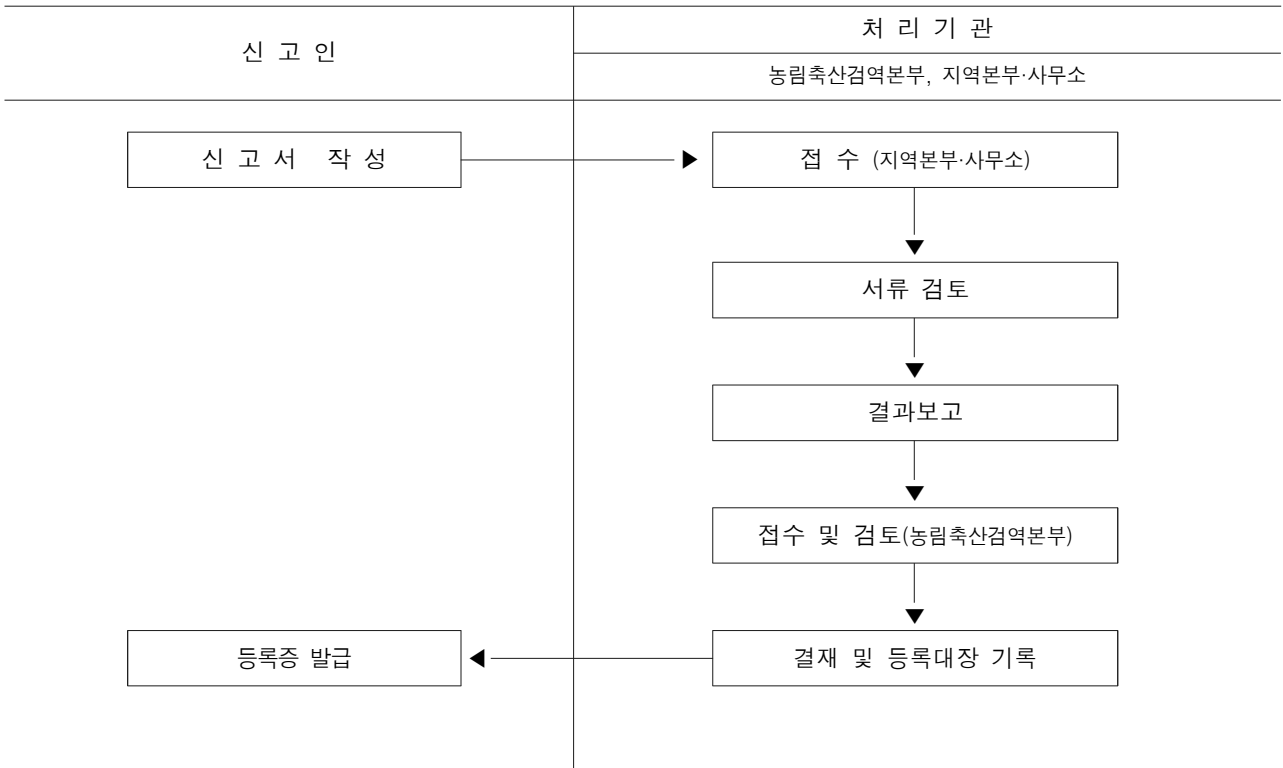 신 고 인
처 리 기 관
농림축산검역본부, 지역본부·사무소
신 고 서 작 성
접 수 (지역본부·사무소)
서류 검토
결과보고
접수 및 검토(농림축산검역본부)
결재 및 등록대장 기록
등록증 발급